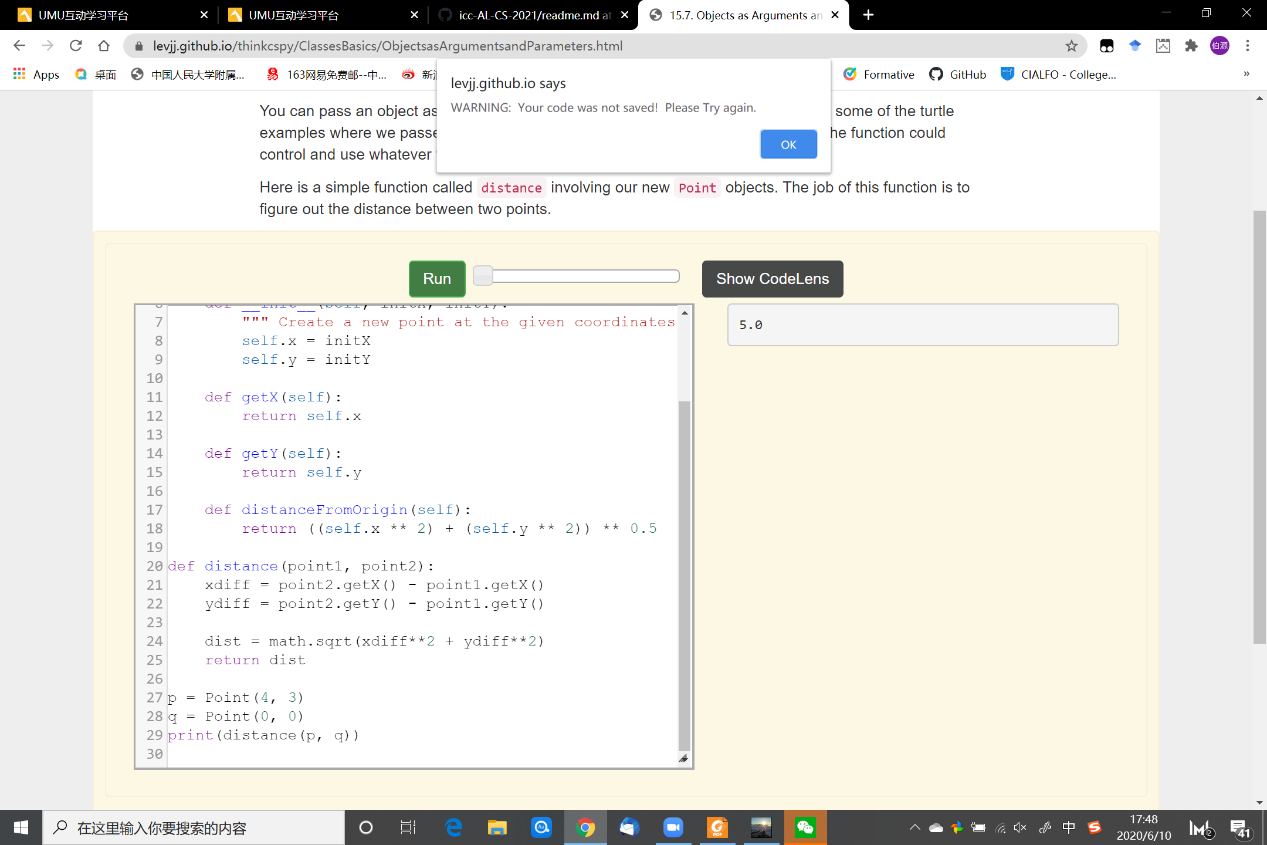 UMU互动学习平台
UMU互动学习平台
icc-AL-CS-2021/readme.md at
15.7. Objects as Arguments an
levjj.github.io/thinkcspy/ClassesBasics/ObjectsasArgumentsandParameters.html
伯源
Apps
桌面
中国人民大学附属...
163网易免费邮--中...
Formative
GitHub
CIALFO - College...
»
levjj.github.io says
WARNING: Your code was not saved! Please Try again.
OK
You can pass an object as some of the turtle
examples where we passe he function could
control and use whatever
Here is a simple function called distance involving our new Point objects. The job of this function is to
figure out the distance between two points.
Run
Show CodeLens
7 """ Create a new point at the given coordinates
8 self.x = initX
9 self.y = initY
10
11 def getX(self):
12 return self.x
13
14 def getY(self):
15 return self.y
16
17 def distanceFromOrigin(self):
18 return ((self.x ** 2) + (self.y ** 2)) ** 0.5
19
20 def distance(point1, point2):
21 xdiff = point2.getX() - point1.getX()
22 ydiff = point2.getY() - point1.getY()
23
24 dist = math.sqrt(xdiff**2 + ydiff**2)
25 return dist
26
27 p = Point(4, 3)
28 q = Point(0, 0)
29 print(distance(p, q))
30
5.0
在这里输入你要搜索的内容
中
17:48
2020/6/10
41